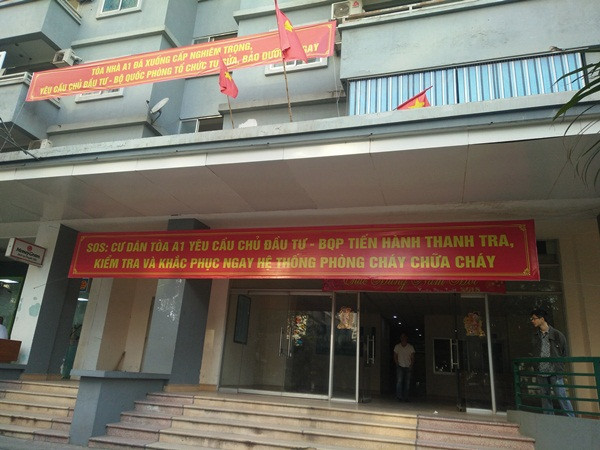 TÒA NHÀ A1 ĐÃ XUỐNG CẤP NGHIÊM TRỌNG,
YÊU CẦU CHỦ ĐẦU TƯ - BỘ QUỐC PHÒNG TỔ CHỨC TU SỬA, BẢO DƯỠNG NGAY
SOS: CƯ DÂN TÒA A1 YÊU CẦU CHỦ ĐẦU TƯ - BQP TIẾN HÀNH THANH TRA,
KIỂM TRA VÀ KHẮC PHỤC NGAY HỆ THỐNG PHÒNG CHÁY CHỮA CHÁY